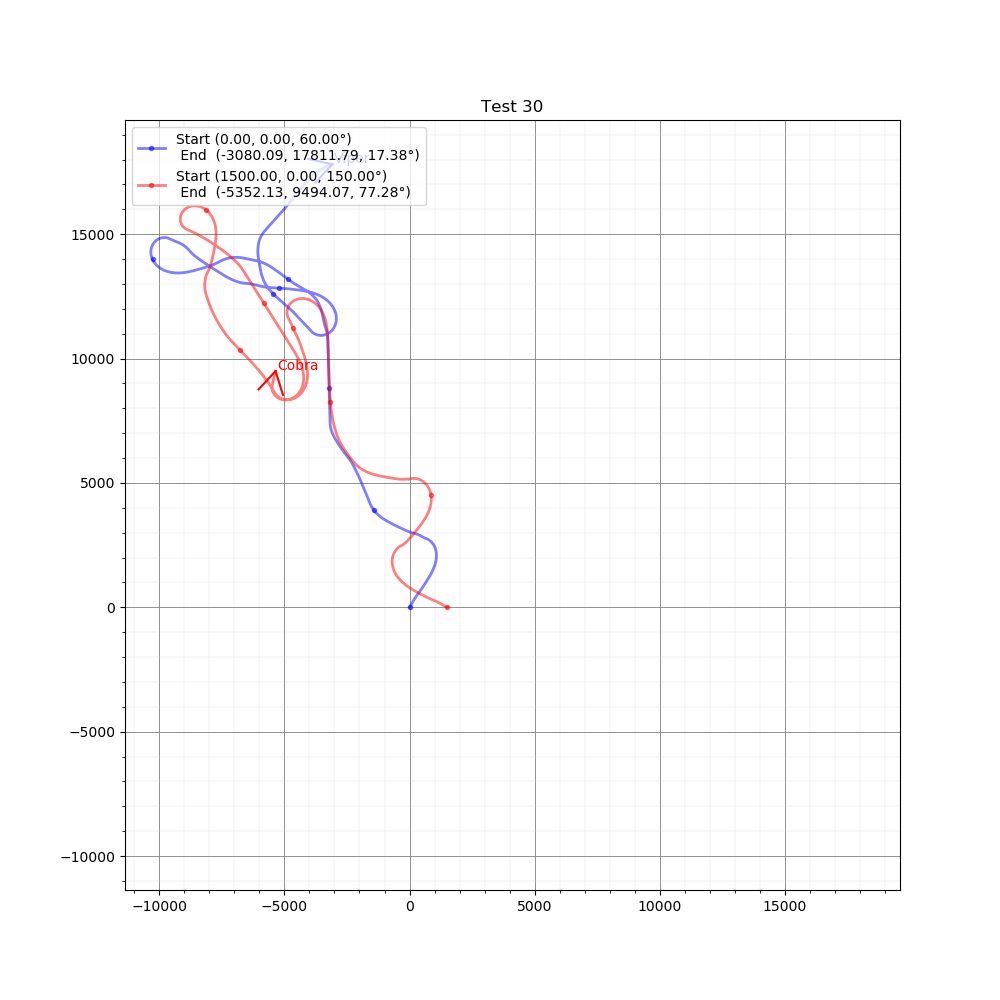 Test 30
Start (0.00, 0.00, 60.00°)
End (-3080.09, 17811.79, 17.38°)
Start (1500.00, 0.00, 150.00°)
End (-5352.13, 9494.07, 77.28°)
15000
10000
Cobra
5000
0
−5000
−10000
−10000 −5000 0 5000 10000 15000